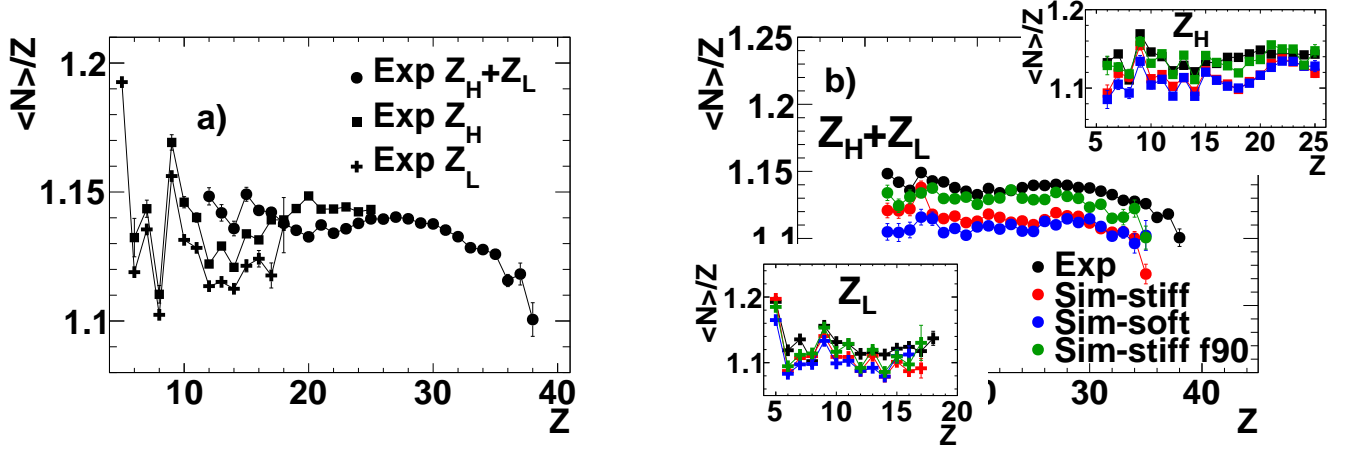 <N>/Z
1.2
1.15
1.1
a)
Exp Z_H+Z_L
Exp Z_H
Exp Z_L
10 20 30 40
Z
<N>/Z
1.25
1.2
1.15
1.1
b)
Z_H+Z_L
<N>/Z
1.2
1.1
Z_H
5 10 15 20 25
Z
<N>/Z
1.2
1.1
Z_L
5 10 15 20
Z
Exp
Sim-stiff
Sim-soft
Sim-stiff f90
20 30 40
Z